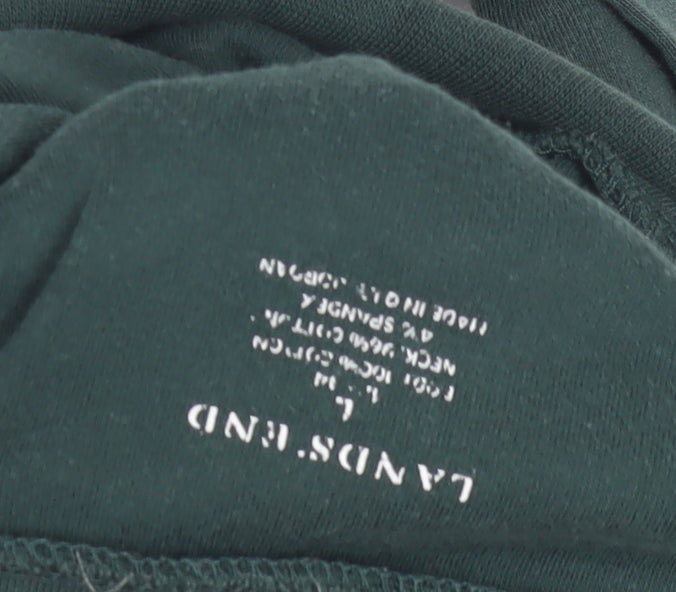 LANDS' END
L
BODY 100% COTTON
NECK. 96% COTTON
4% SPANDEX
MADE IN Q.I.Z. JORDAN